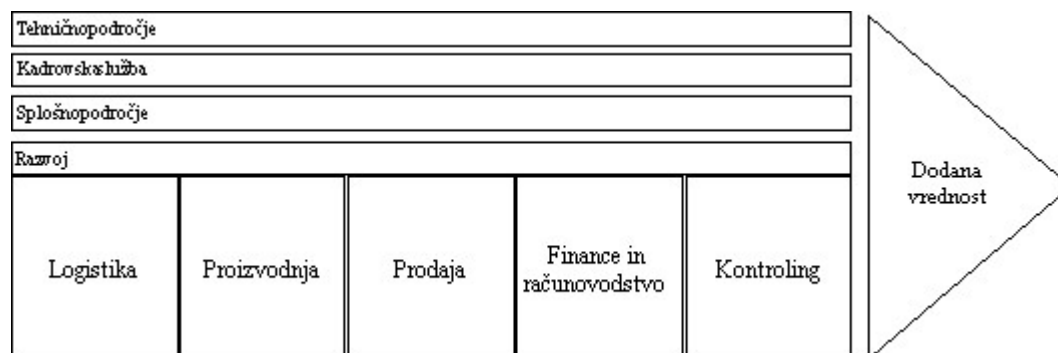 Tehničnopodročje
Kadrovskaslužba
Splošnopodročje
Razvoj
Dodana
vrednost
Logistika
Proizvodnja
Prodaja
Finance in
računovodstvo
Kontroling